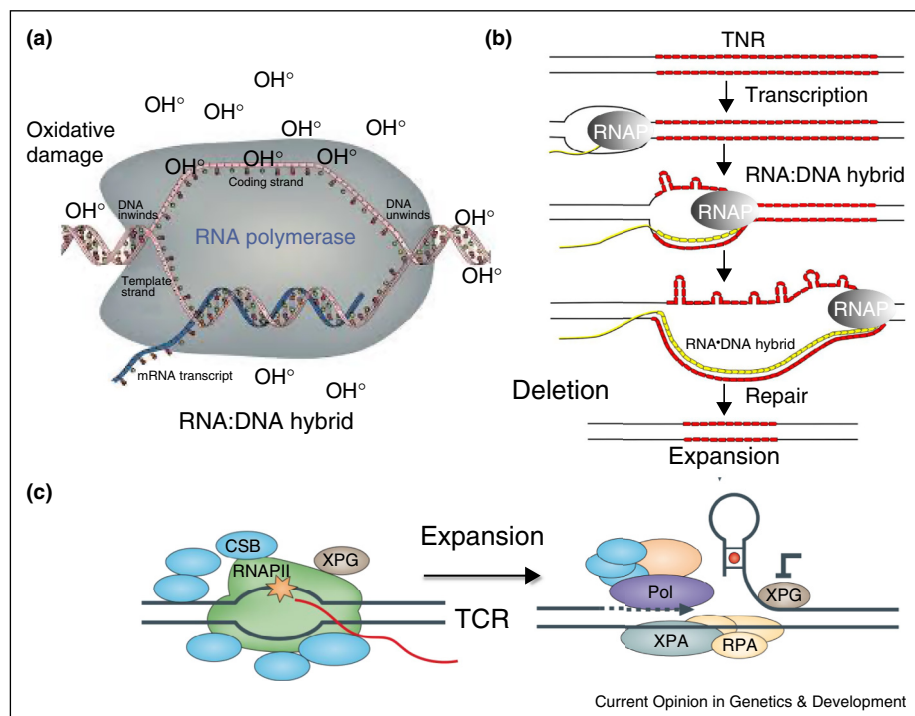 (a)
OH°
OH°
OH°
OH°
OH°
Oxidative
damage
OH°
OH°
OH°
Coding strand
OH°
DNA
inwinds
DNA
unwinds
OH°
RNA polymerase
OH°
Template
strand
mRNA transcript
OH°
OH°
RNA:DNA hybrid
(b)
TNR
Transcription
RNAP
RNA:DNA hybrid
RNAP
RNAP
RNA•DNA hybrid
Deletion
Repair
Expansion
(c)
CSB
RNAPII
XPG
Expansion
TCR
Pol
XPG
XPA
RPA
Current Opinion in Genetics & Development